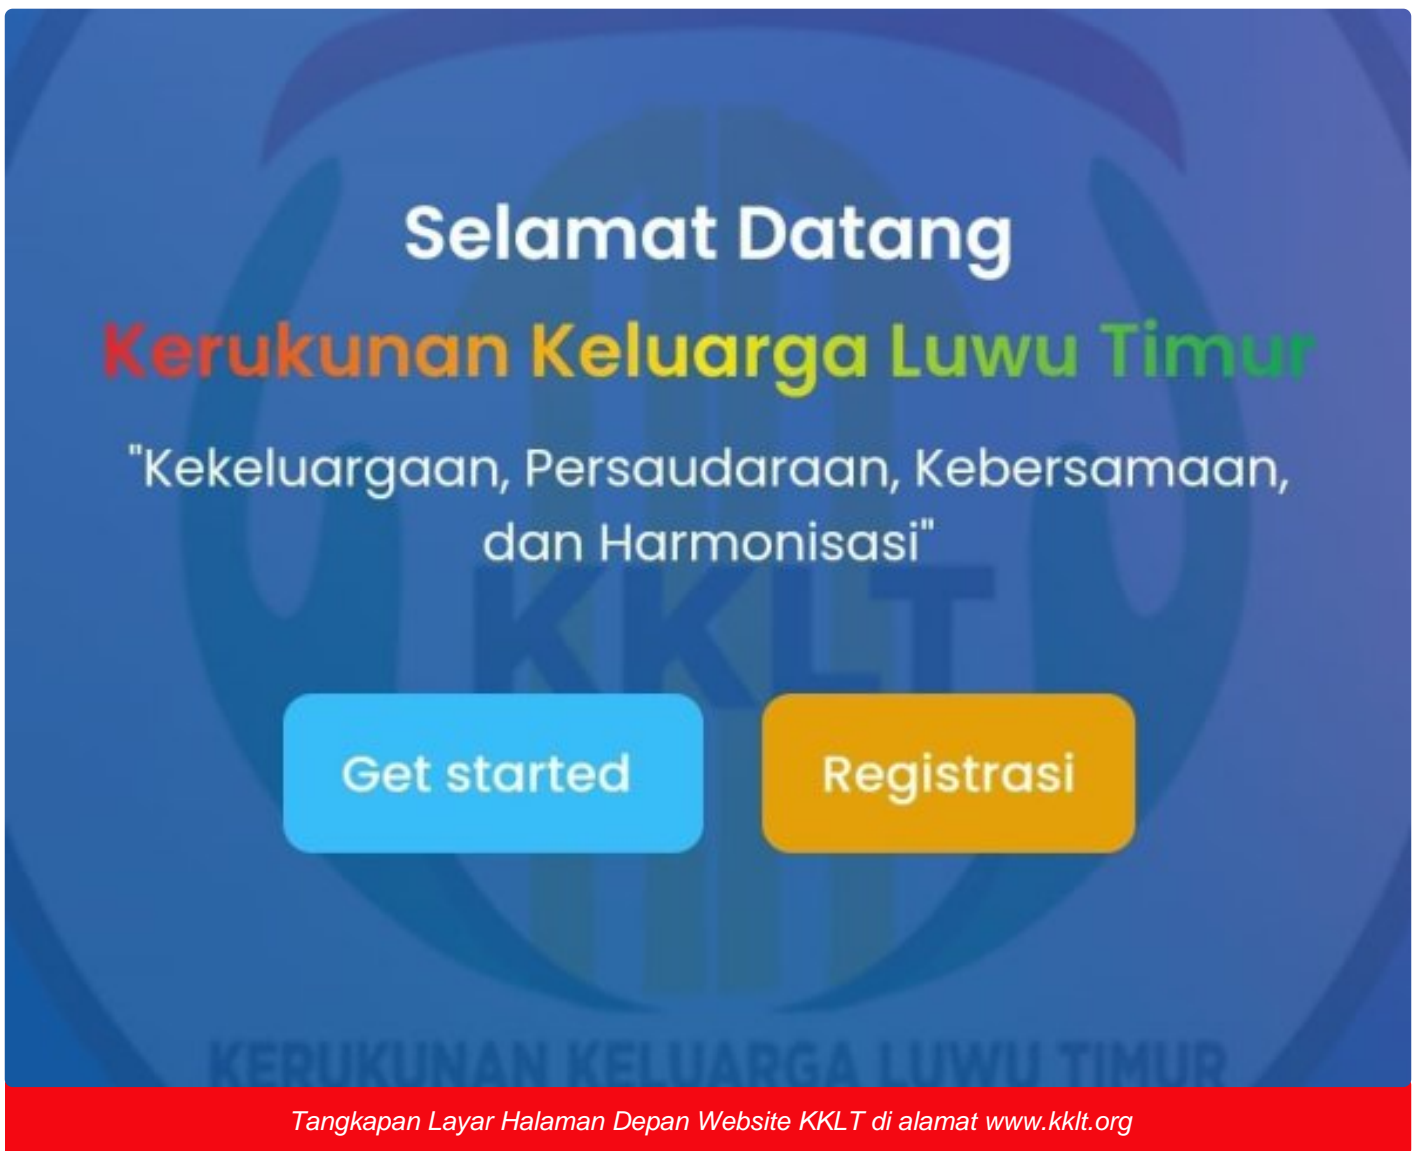 Selamat Datang
Kerukunan Keluarga Luwu Timur
"Kekeluargaan, Persaudaraan, Kebersamaan,
dan Harmonisasi"
KKLT
Get started
Registrasi
KERUKUNAN KELUARGA LUWU TIMUR
Tangkapan Layar Halaman Depan Website KKLT di alamat www.kklt.org